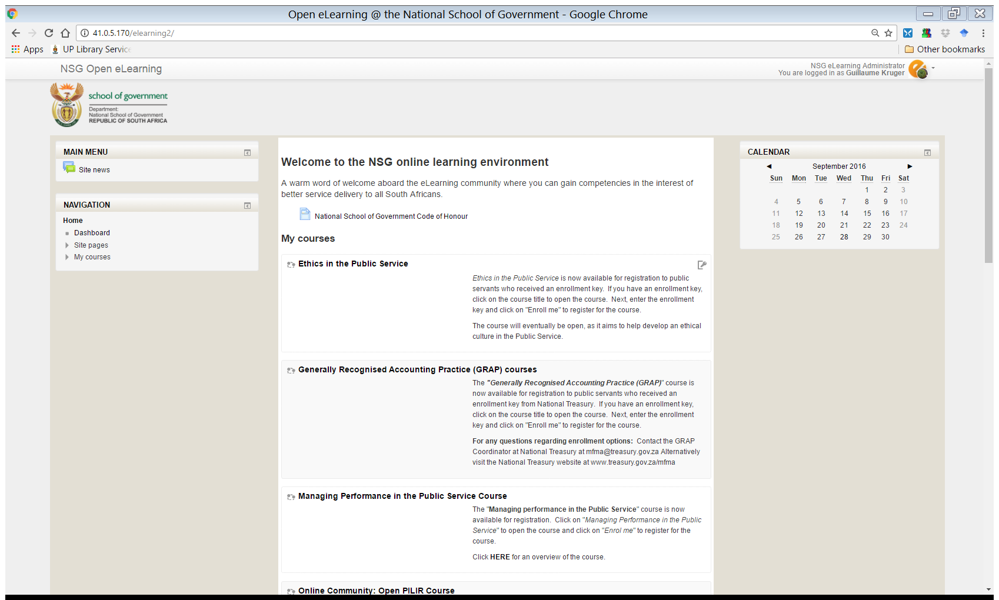 Open eLearning @ the National School of Government - Google Chrome
41.0.5.170/elearning2/
Apps UP Library Service Other bookmarks
NSG Open eLearning
NSG eLearning Administrator
You are logged in as Guillaume Kruger
school of government
Department:
National School of Government
REPUBLIC OF SOUTH AFRICA
MAIN MENU
Site news
NAVIGATION
Home
Dashboard
Site pages
My courses
Welcome to the NSG online learning environment
A warm word of welcome aboard the eLearning community where you can gain competencies in the interest of
better service delivery to all South Africans.
National School of Government Code of Honour
My courses
Ethics in the Public Service
Ethics in the Public Service is now available for registration to public
servants who received an enrollment key. If you have an enrollment key,
click on the course title to open the course. Next, enter the enrollment
key and click on "Enroll me" to register for the course.
The course will eventually be open, as it aims to help develop an ethical
culture in the Public Service.
Generally Recognised Accounting Practice (GRAP) courses
The "Generally Recognised Accounting Practice (GRAP)" course is
now available for registration to public servants who received an
enrollment key from National Treasury. If you have an enrollment key,
click on the course title to open the course. Next, enter the enrollment
key and click on "Enroll me" to register for the course.
For any questions regarding enrollment options: Contact the GRAP
Coordinator at National Treasury at mfma@treasury.gov.za Alternatively
visit the National Treasury website at www.treasury.gov.za/mfma
Managing Performance in the Public Service Course
The "Managing performance in the Public Service" course is now
available for registration. Click on "Managing Performance in the Public
Service" to open the course and click on "Enrol me" to register for the
course.
Click HERE for an overview of the course.
Online Community: Open PILIR Course
CALENDAR
◄ September 2016 ►
Sun Mon Tue Wed Thu Fri Sat
1 2 3
4 5 6 7 8 9 10
11 12 13 14 15 16 17
18 19 20 21 22 23 24
25 26 27 28 29 30